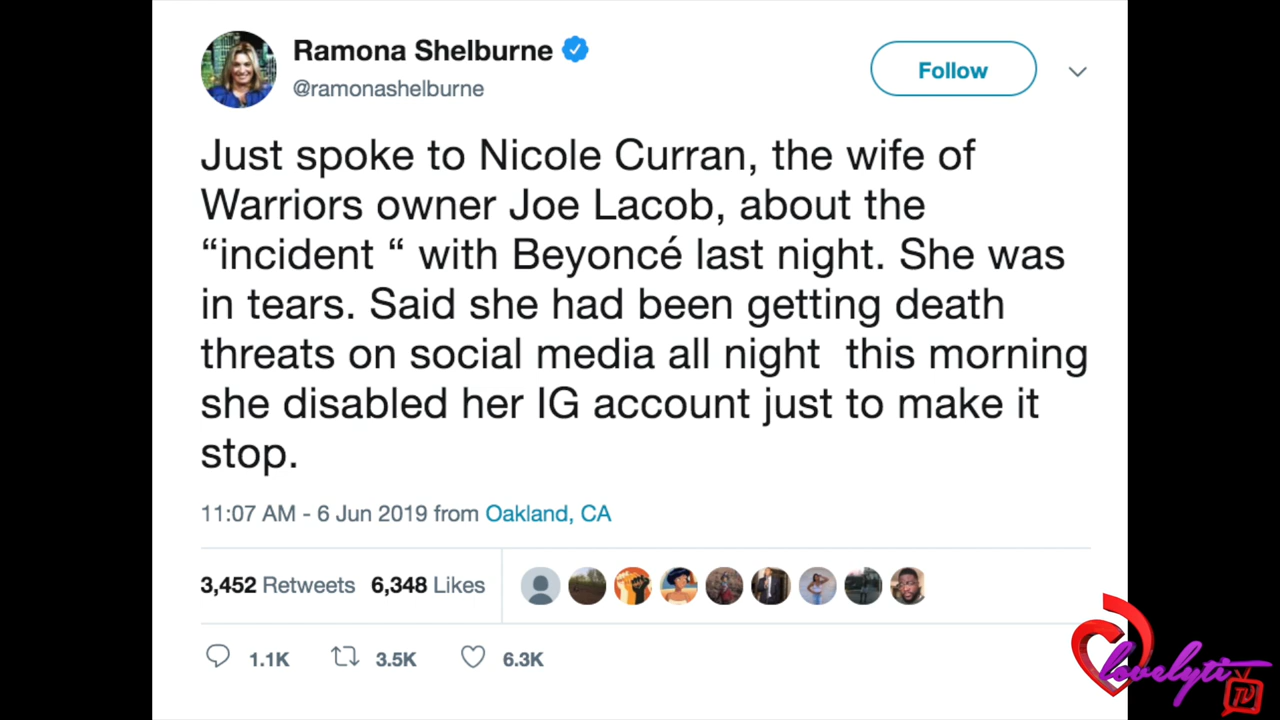 Ramona Shelburne
@ramonashelburne
Follow
Just spoke to Nicole Curran, the wife of
Warriors owner Joe Lacob, about the
“incident “ with Beyoncé last night. She was
in tears. Said she had been getting death
threats on social media all night  this morning
she disabled her IG account just to make it
stop.
11:07 AM - 6 Jun 2019 from Oakland, CA
3,452 Retweets 6,348 Likes
1.1K 3.5K 6.3K
lovelyti
TV